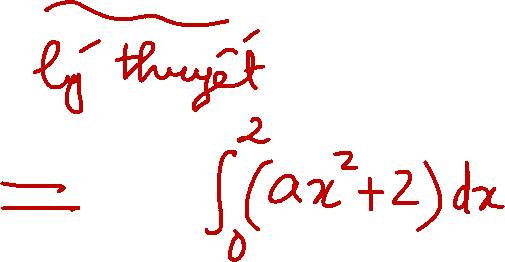 lý thuyết
= ∫₀² (ax²+2) dx